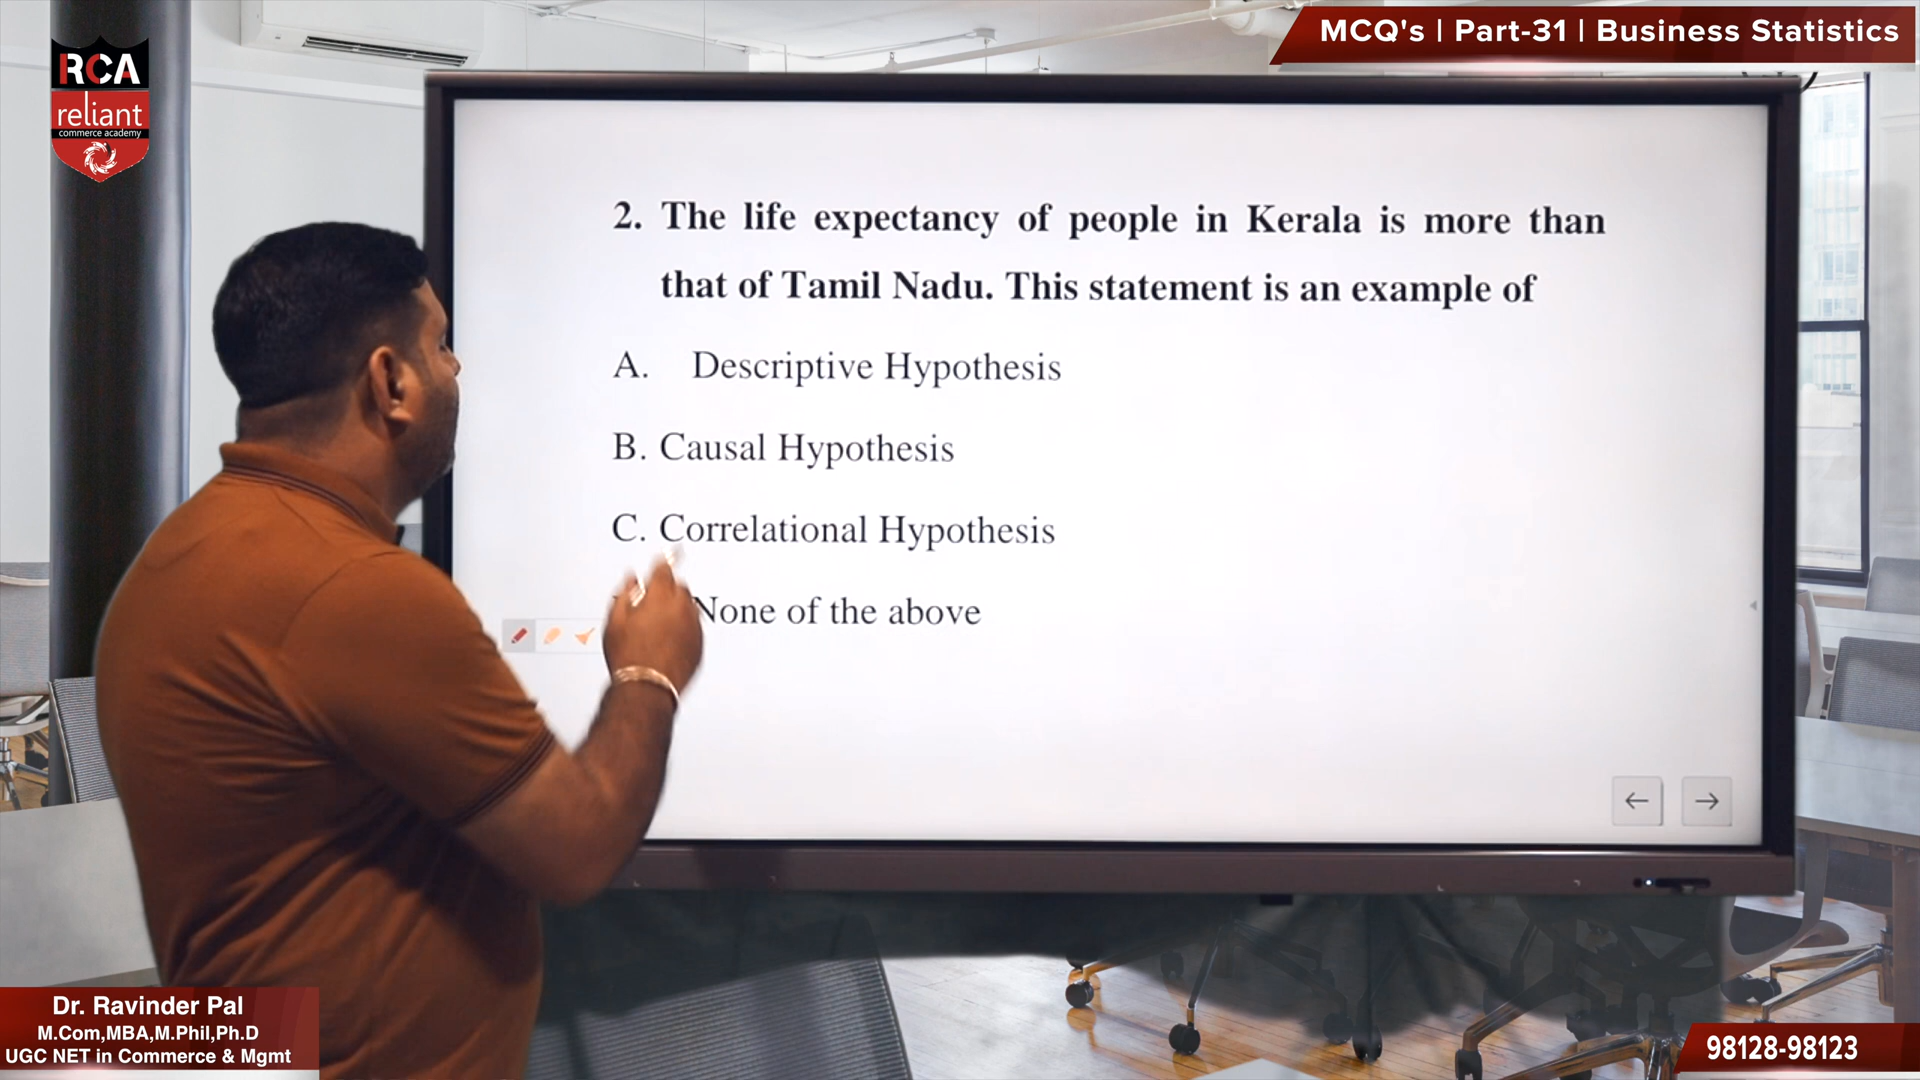 MCQ's | Part-31 | Business Statistics
RCA
reliant
commerce academy
2. The life expectancy of people in Kerala is more than
that of Tamil Nadu. This statement is an example of
A. Descriptive Hypothesis
B. Causal Hypothesis
C. Correlational Hypothesis
None of the above
Dr. Ravinder Pal
M.Com,MBA,M.Phil,Ph.D
UGC NET in Commerce & Mgmt
98128-98123